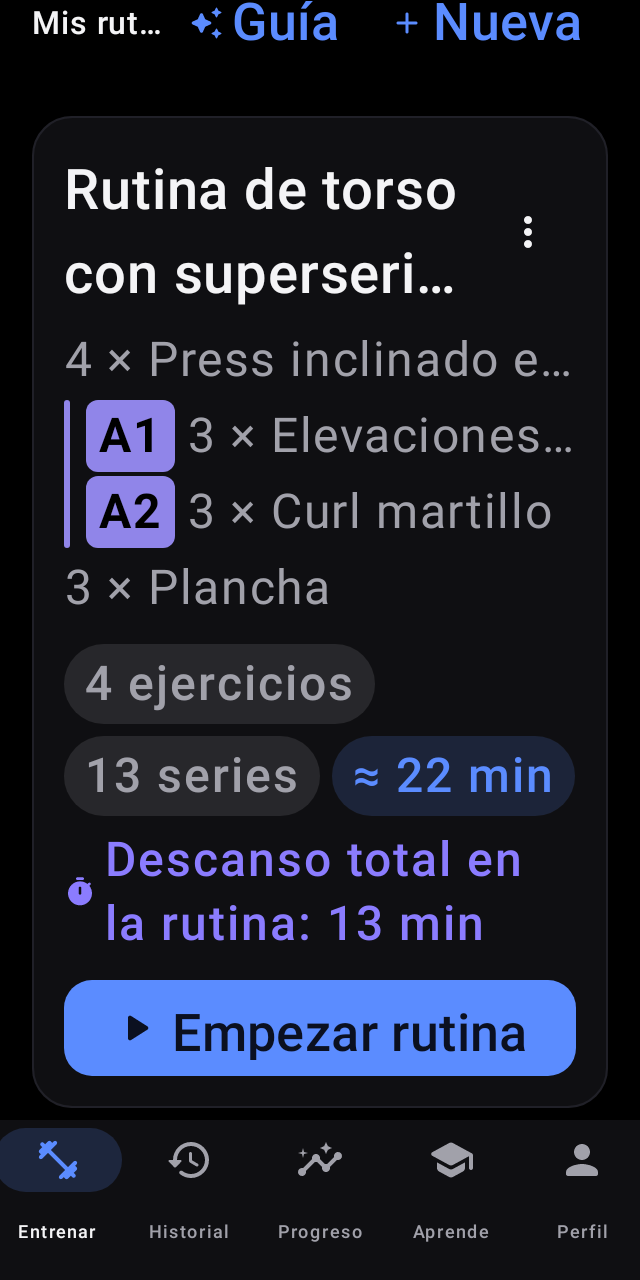 Mis rut… Guía + Nueva
Rutina de torso
con superseri…
4 × Press inclinado e…
A1 3 × Elevaciones…
A2 3 × Curl martillo
3 × Plancha
4 ejercicios
13 series ≈ 22 min
Descanso total en
la rutina: 13 min
Empezar rutina
Entrenar Historial Progreso Aprende Perfil